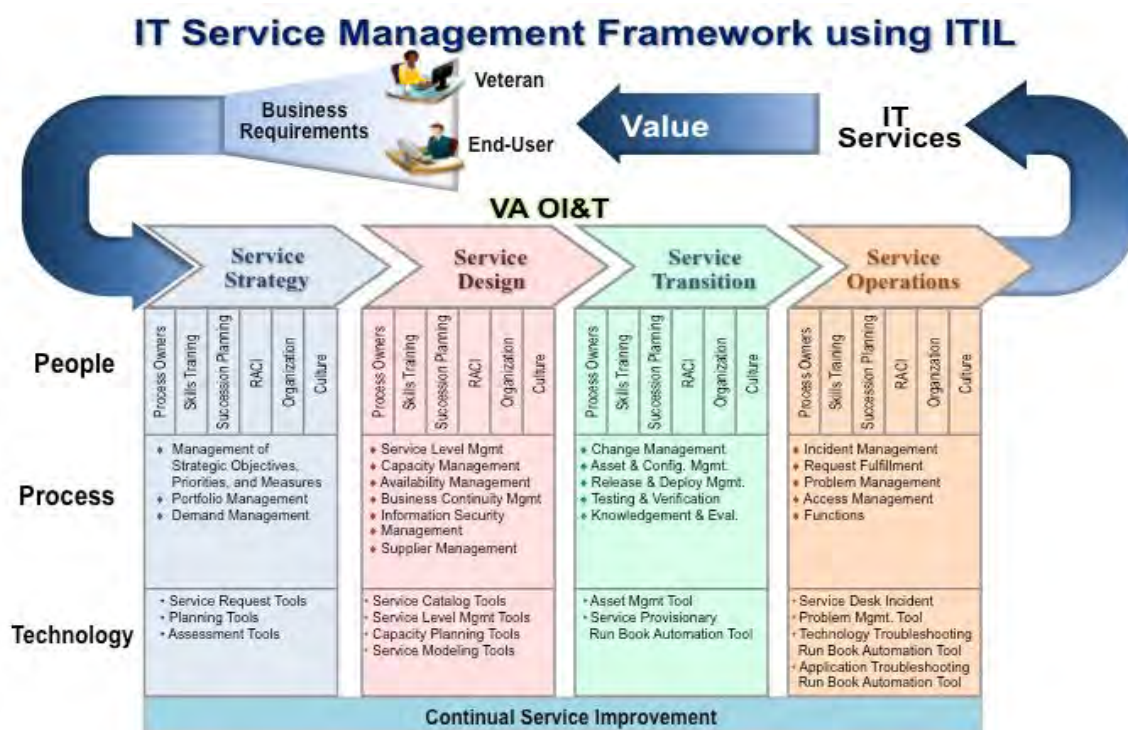 IT Service Management Framework using ITIL
Veteran
Business
Requirements
End-User
Value
IT
Services
VA OI&T
Service
Strategy
Service
Design
Service
Transition
Service
Operations
People
Process Owners
Skills Training
Succession Planning
RACI
Organization
Culture
Process Owners
Skills Training
Succession Planning
RACI
Organization
Culture
Process Owners
Skills Training
Succession Planning
RACI
Organization
Culture
Process Owners
Skills Training
Succession Planning
RACI
Organization
Culture
Process
♦ Management of
Strategic Objectives,
Priorities, and Measures
♦ Portfolio Management
♦ Demand Management
♦ Service Level Mgmt
♦ Capacity Management
♦ Availability Management
♦ Business Continuity Mgmt
♦ Information Security
♦ Management
♦ Supplier Management
♦ Change Management
♦ Asset & Config. Mgmt.
♦ Release & Deploy Mgmt.
♦ Testing & Verification
♦ Knowledgement & Eval.
♦ Incident Management
♦ Request Fulfillment
♦ Problem Management
♦ Access Management
♦ Functions
Technology
• Service Request Tools
• Planning Tools
• Assessment Tools
• Service Catalog Tools
• Service Level Mgmt Tools
• Capacity Planning Tools
• Service Modeling Tools
• Asset Mgmt Tool
• Service Provisionary
Run Book Automation Tool
• Service Desk Incident
• Problem Mgmt. Tool
• Technology Troubleshooting
Run Book Automation Tool
• Application Troubleshooting
Run Book Automation Tool
Continual Service Improvement